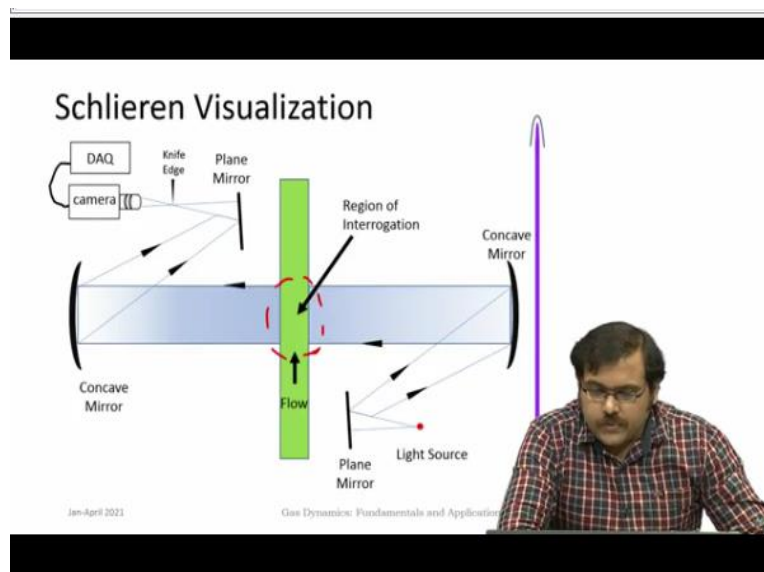 Schlieren Visualization
DAQ
camera
Knife
Edge
Plane
Mirror
Region of
Interrogation
Concave
Mirror
Concave
Mirror
Flow
Plane
Mirror
Light Source
Jan-April 2021
Gas Dynamics: Fundamentals and